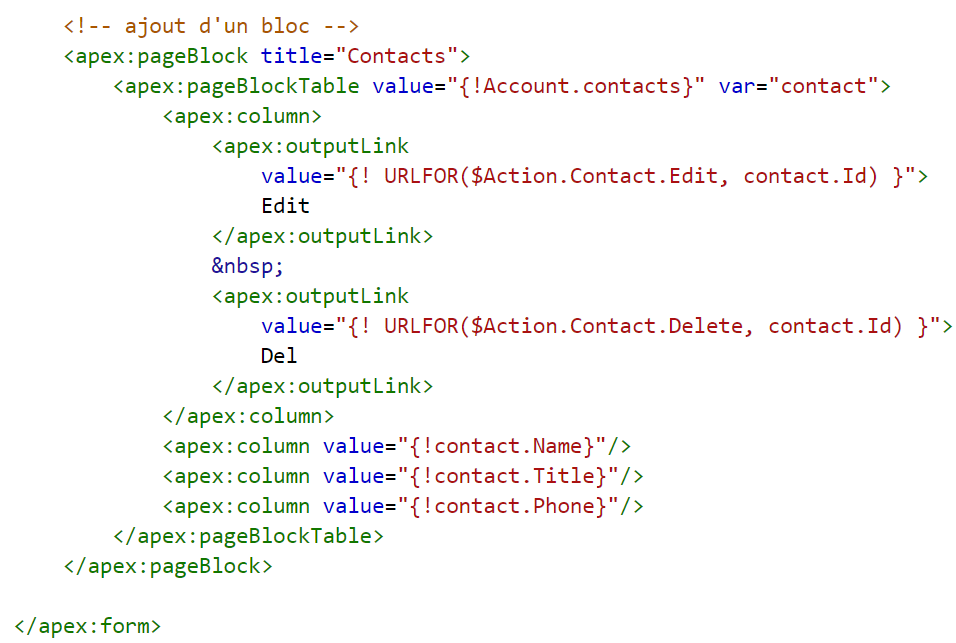 <!-- ajout d'un bloc -->
<apex:pageBlock title="Contacts">
<apex:pageBlockTable value="{!Account.contacts}" var="contact">
<apex:column>
<apex:outputLink
value="{! URLFOR($Action.Contact.Edit, contact.Id) }">
Edit
</apex:outputLink>
&nbsp;
<apex:outputLink
value="{! URLFOR($Action.Contact.Delete, contact.Id) }">
Del
</apex:outputLink>
</apex:column>
<apex:column value="{!contact.Name}"/>
<apex:column value="{!contact.Title}"/>
<apex:column value="{!contact.Phone}"/>
</apex:pageBlockTable>
</apex:pageBlock>
</apex:form>